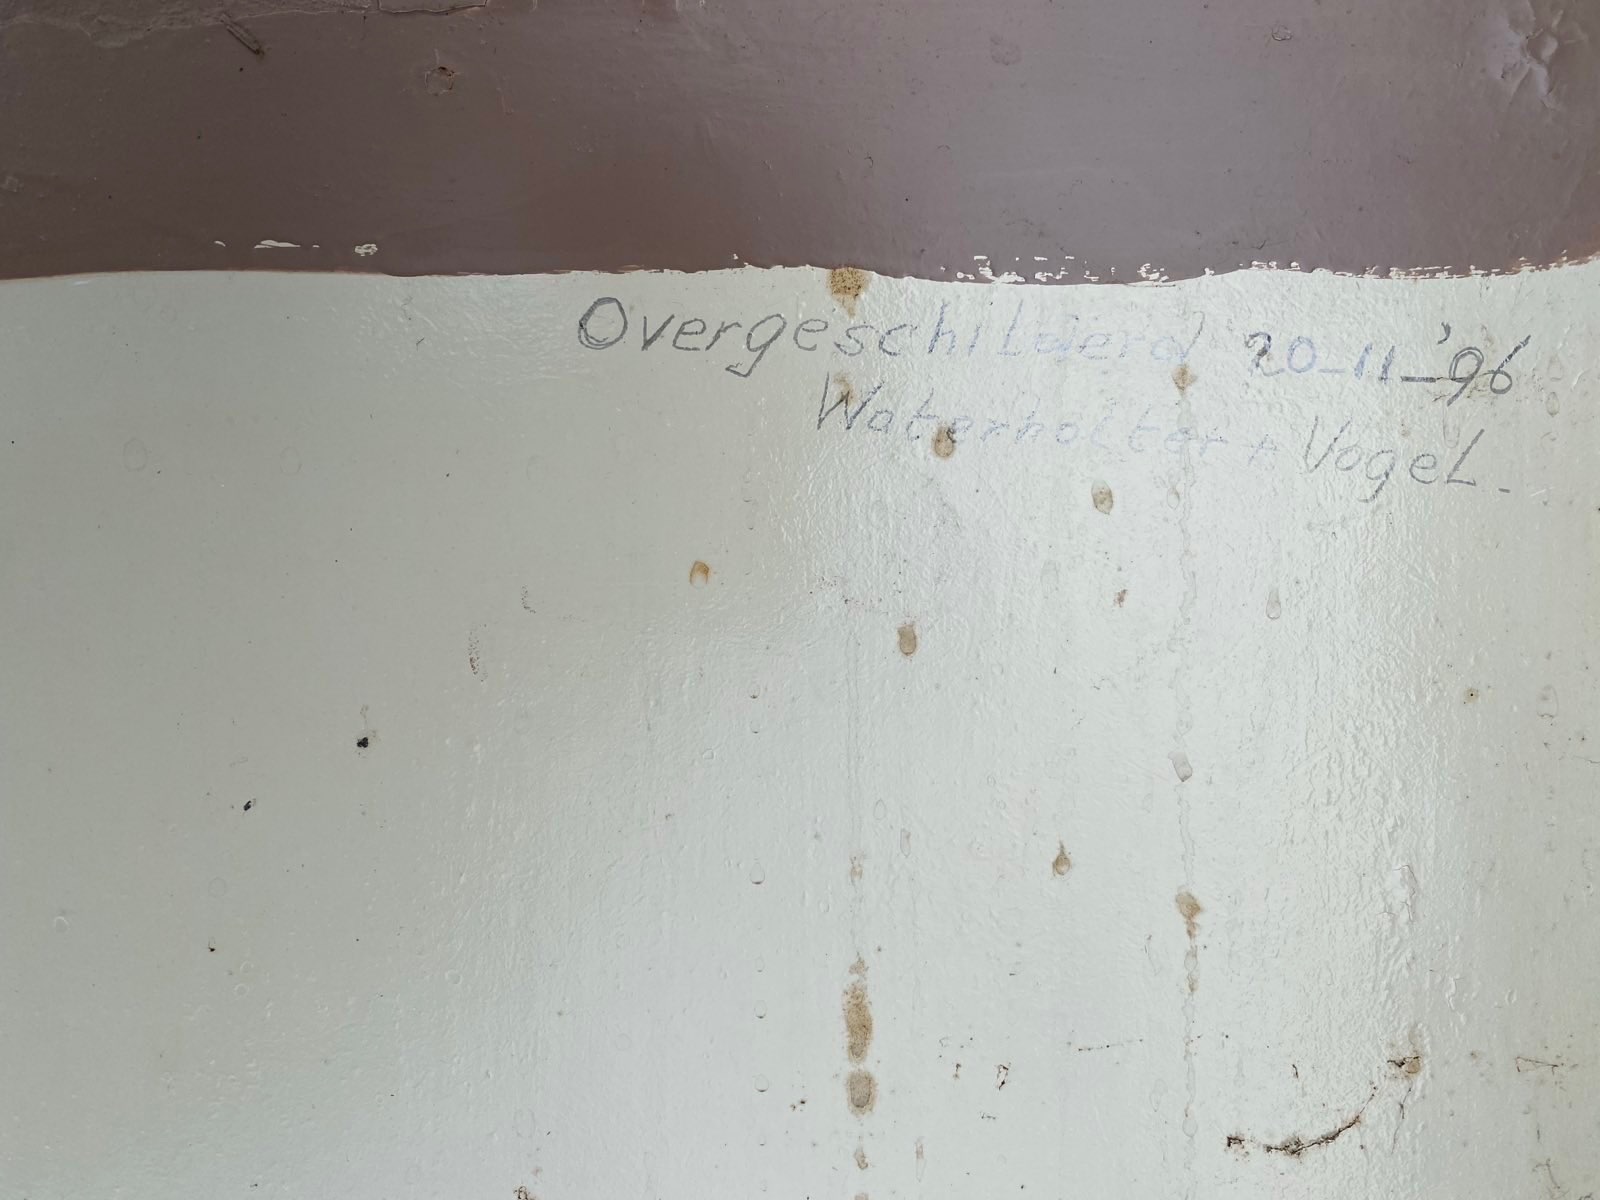 Overgeschilderd 20-11-'96
Waterholter + Vogel.